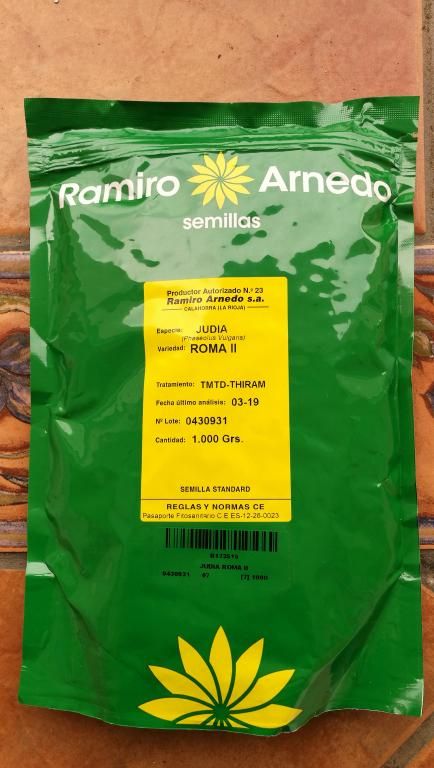 Ramiro Arnedo
semillas
Productor Autorizado N.º 23
Ramiro Arnedo s.a.
CALAHORRA (LA RIOJA)
Especie: JUDIA
(Phaseolus Vulgaris)
Variedad: ROMA II
Tratamiento: TMTD-THIRAM
Fecha último análisis: 03-19
Nº Lote: 0430931
Cantidad: 1.000 Grs.
SEMILLA STANDARD
REGLAS Y NORMAS CE
Pasaporte Fitosanitario C.E ES-12-26-0023
JUDIA ROMA II
0430931 07